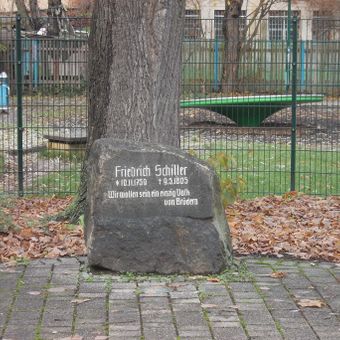 Friedrich Schiller
* 10.11.1759 † 9.5.1805
Wir wollen sein ein einzig Volk
von Brüdern